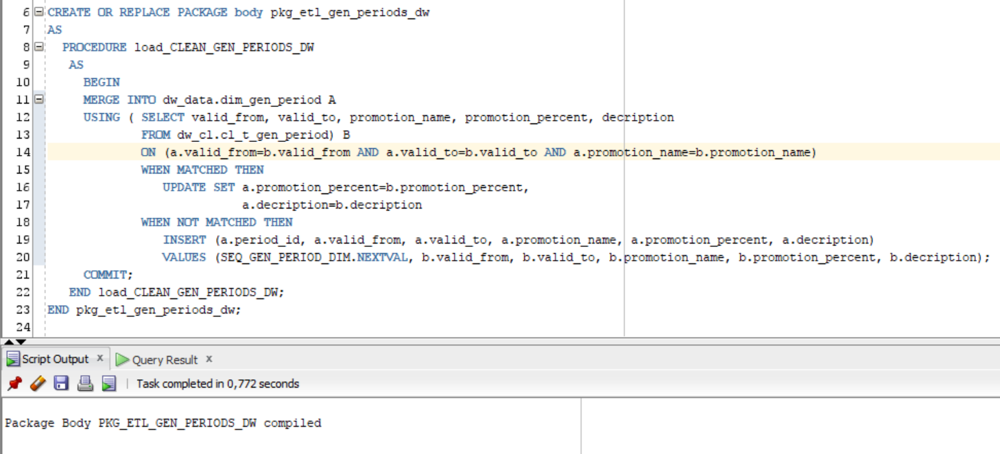 6 CREATE OR REPLACE PACKAGE body pkg_etl_gen_periods_dw
7 AS
8 PROCEDURE load_CLEAN_GEN_PERIODS_DW
9 AS
10 BEGIN
11 MERGE INTO dw_data.dim_gen_period A
12 USING ( SELECT valid_from, valid_to, promotion_name, promotion_percent, decription
13 FROM dw_cl.cl_t_gen_period) B
14 ON (a.valid_from=b.valid_from AND a.valid_to=b.valid_to AND a.promotion_name=b.promotion_name)
15 WHEN MATCHED THEN
16 UPDATE SET a.promotion_percent=b.promotion_percent,
17 a.decription=b.decription
18 WHEN NOT MATCHED THEN
19 INSERT (a.period_id, a.valid_from, a.valid_to, a.promotion_name, a.promotion_percent, a.decription)
20 VALUES (SEQ_GEN_PERIOD_DIM.NEXTVAL, b.valid_from, b.valid_to, b.promotion_name, b.promotion_percent, b.decription);
21 COMMIT;
22 END load_CLEAN_GEN_PERIODS_DW;
23 END pkg_etl_gen_periods_dw;
24
Script Output x Query Result x
Task completed in 0,772 seconds
Package Body PKG_ETL_GEN_PERIODS_DW compiled